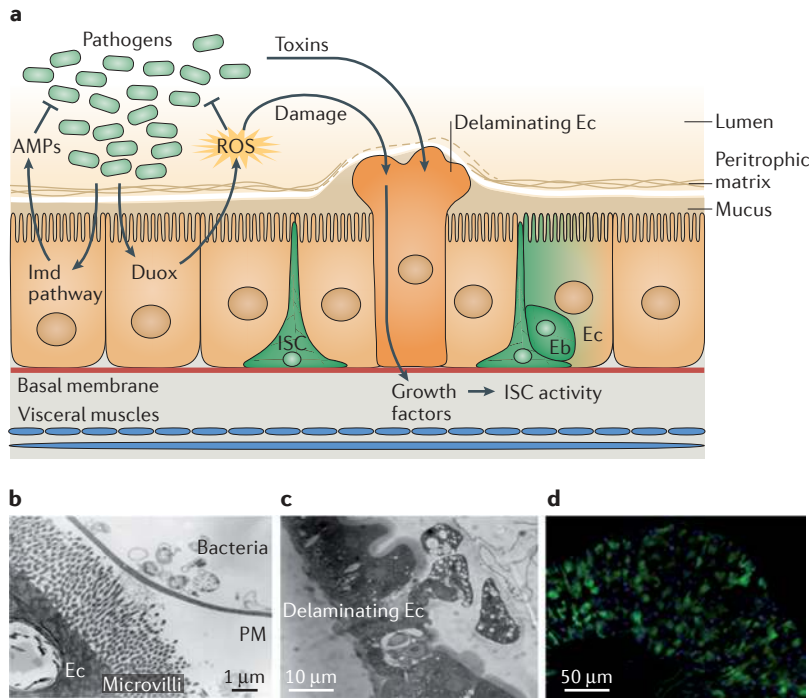 a
Pathogens
Toxins
Damage
Delaminating Ec
Lumen
AMPs
ROS
Peritrophic
matrix
Mucus
Imd
pathway
Duox
ISC
Eb
Ec
Basal membrane
Growth
factors
ISC activity
Visceral muscles
b
Bacteria
PM
Ec
Microvilli
1 μm
c
Delaminating Ec
10 μm
d
50 μm